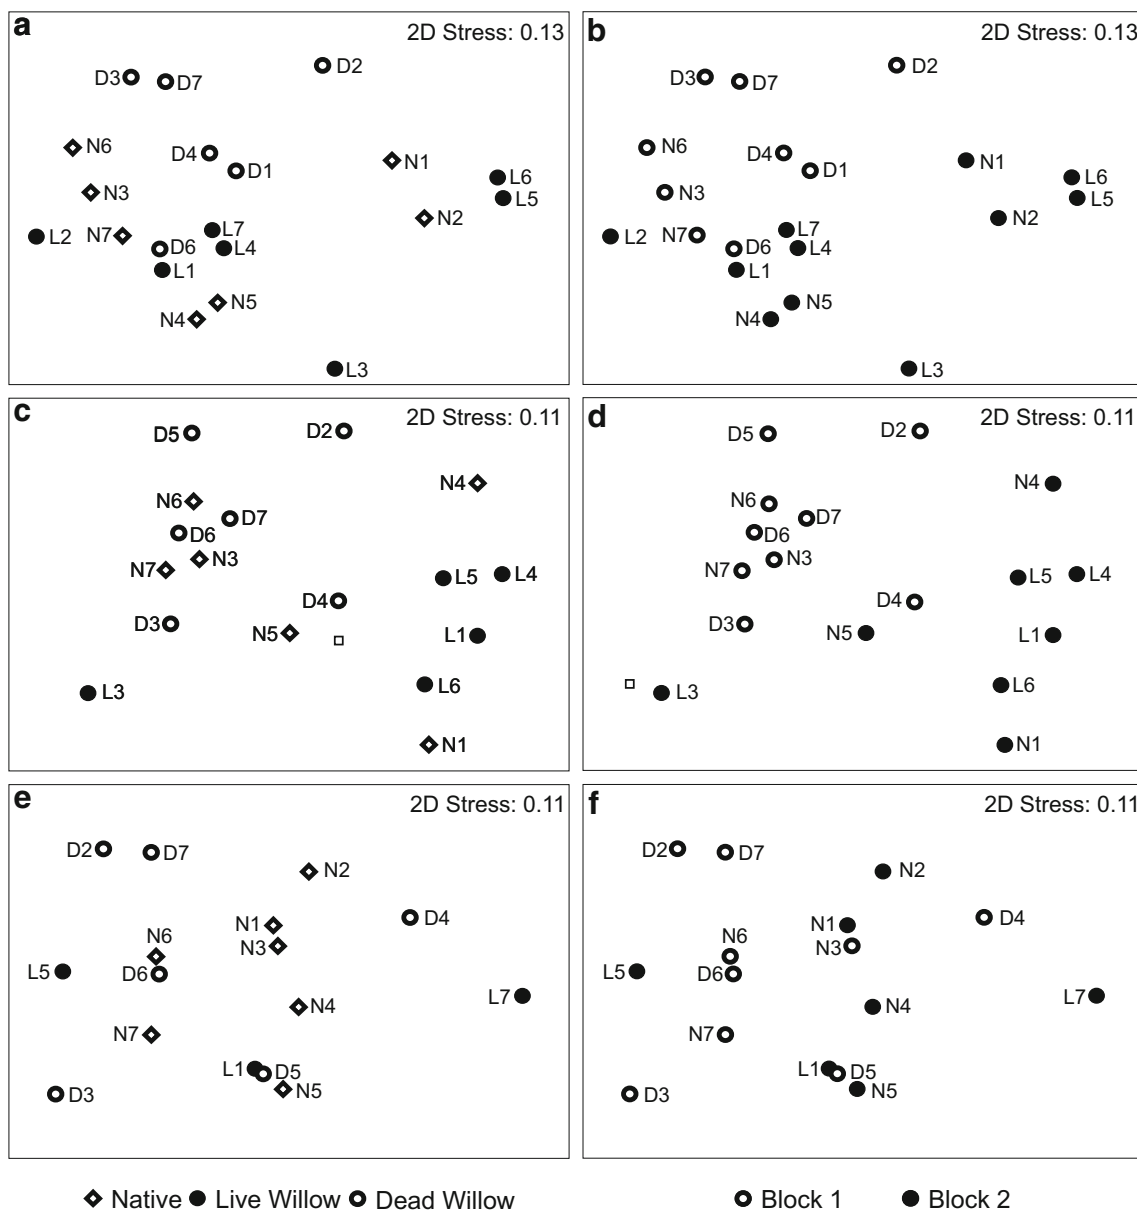 a 2D Stress: 0.13
D3 D7 D2
N6 D4 D1 N1
N3 L6
L5
N2
L2 N7 L7
D6 L4
L1
N5
N4
L3
b 2D Stress: 0.13
D3 D7 D2
N6 D4 D1 N1
N3 L6
L5
N2
L2 N7 L7
D6 L4
L1
N5
N4
L3
c 2D Stress: 0.11
D5 D2
N4
N6
D7
D6
N3
N7 L5 L4
D4
D3 N5 L1
L3 L6
N1
d 2D Stress: 0.11
D5 D2
N4
N6
D7
D6
N3
N7 L5 L4
D4
D3 N5 L1
L3 L6
N1
e 2D Stress: 0.11
D2 D7
N2
N1 D4
N6 N3
L5 D6
L7
N4
N7
L1 D5
D3 N5
f 2D Stress: 0.11
D2 D7
N2
N1 D4
N6 N3
L5 D6
L7
N4
N7
L1 D5
D3 N5
Native Live Willow Dead Willow
Block 1 Block 2